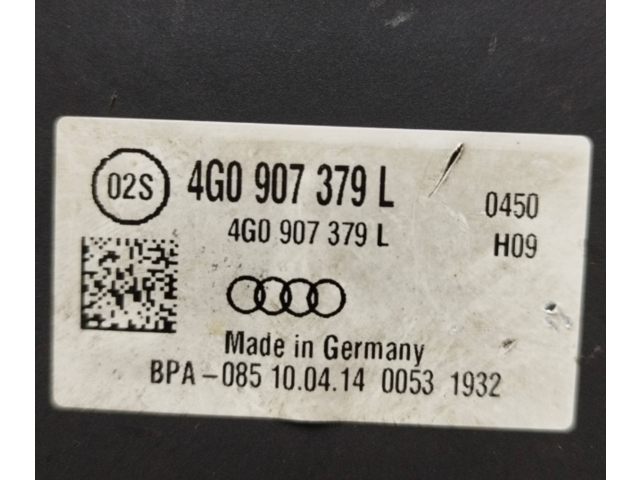 02S 4G0 907 379 L 0450
4G0 907 379 L H09
Made in Germany
BPA-085 10.04.14 0053 1932